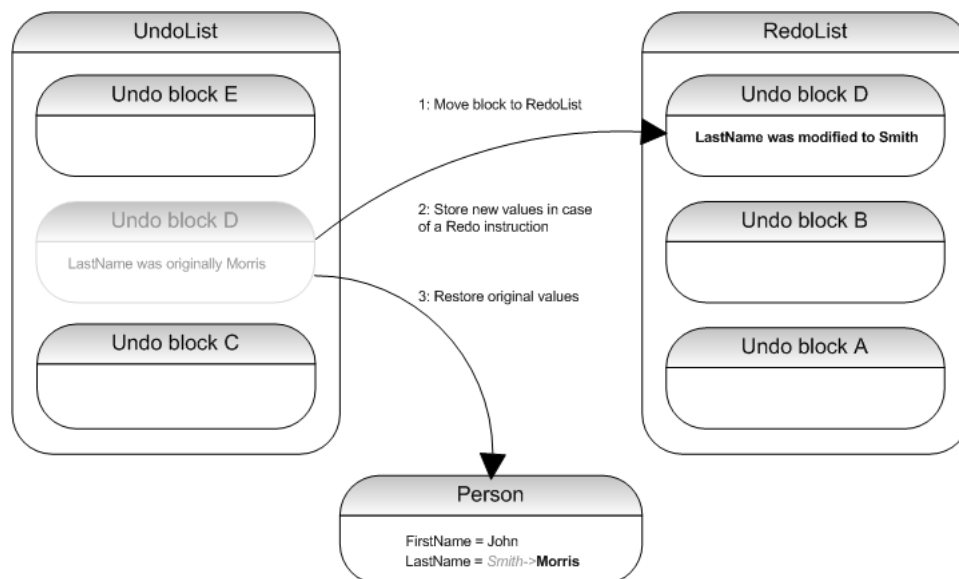 UndoList
Undo block E
Undo block D
LastName was originally Morris
Undo block C
1: Move block to RedoList
2: Store new values in case
of a Redo instruction
3: Restore original values
RedoList
Undo block D
LastName was modified to Smith
Undo block B
Undo block A
Person
FirstName = John
LastName = Smith->Morris